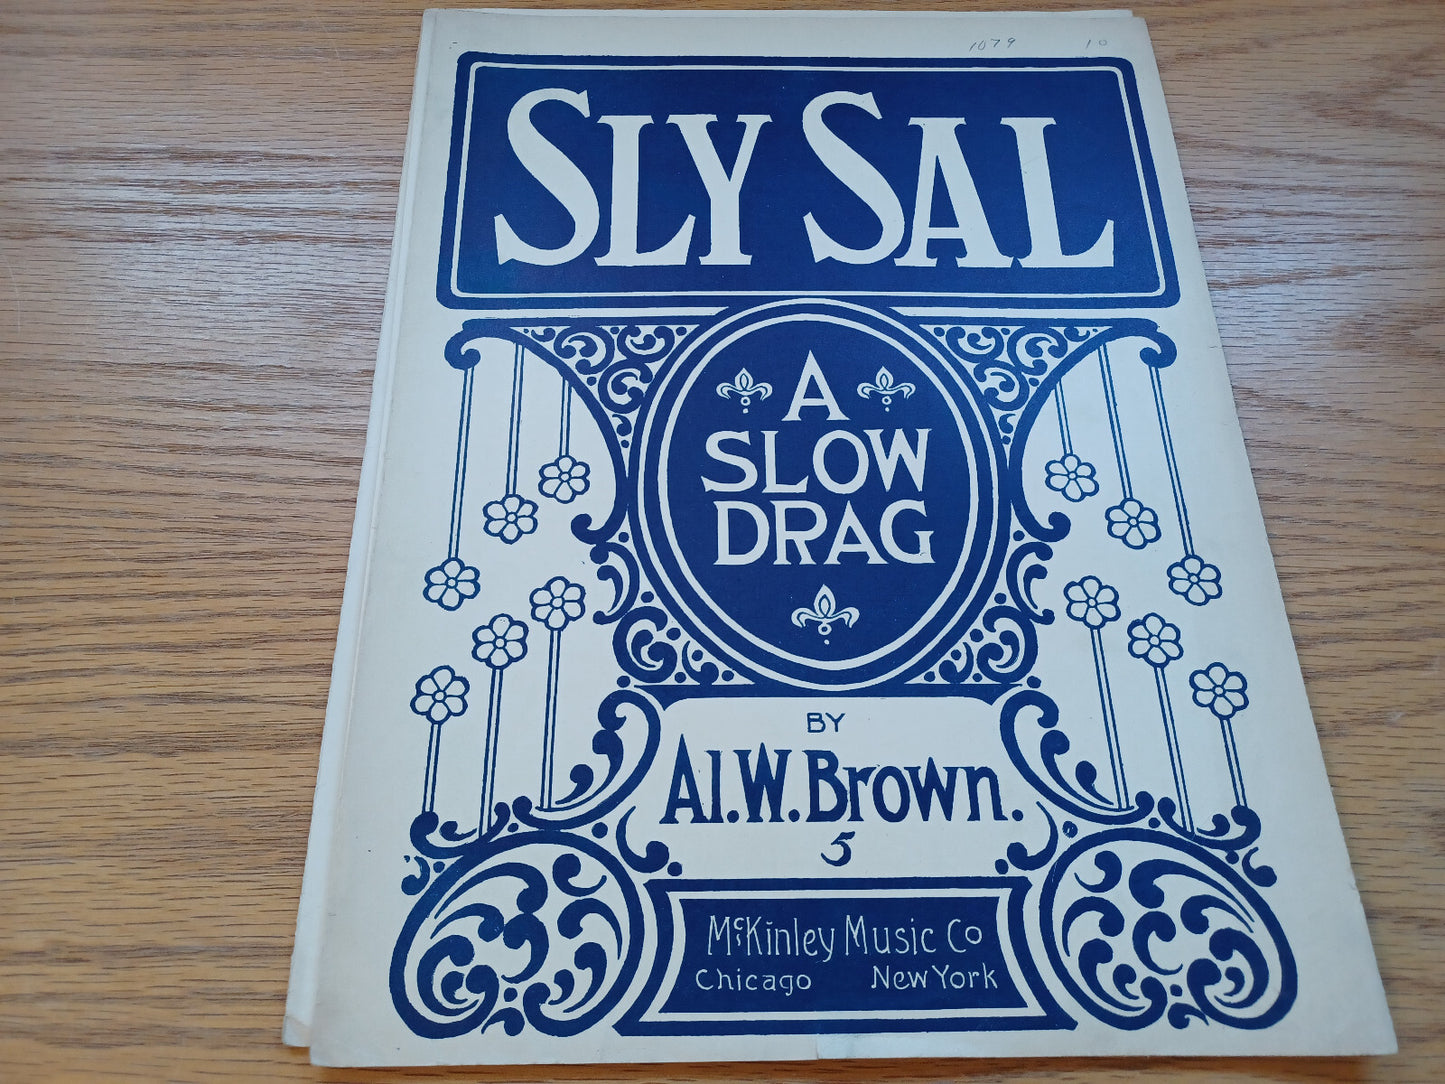 1079 10
SLY SAL
A
SLOW
DRAG
BY
Al. W. Brown.
5
McKinley Music Co
Chicago New York